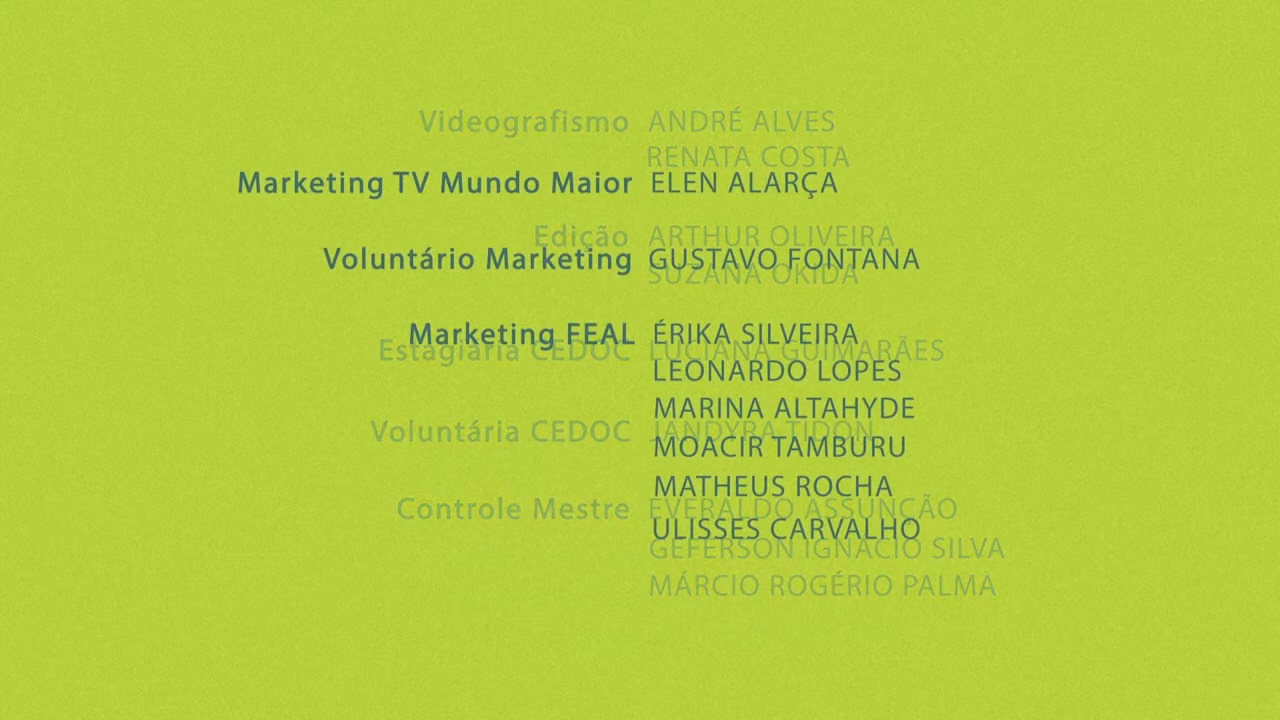 Videografismo ANDRÉ ALVES
RENATA COSTA
Marketing TV Mundo Maior ELEN ALARÇA
Edição ARTHUR OLIVEIRA
Voluntário Marketing GUSTAVO FONTANA
SUZANA OKIDA
Marketing FEAL ÉRIKA SILVEIRA
Estagiária CEDOC LUCIANA GUIMARÃES
LEONARDO LOPES
MARINA ALTAHYDE
Voluntária CEDOC JANDYRA TIDON
MOACIR TAMBURU
MATHEUS ROCHA
Controle Mestre EVERALDO ASSUNÇÃO
ULISSES CARVALHO
GEFERSON IGNÁCIO SILVA
MÁRCIO ROGÉRIO PALMA